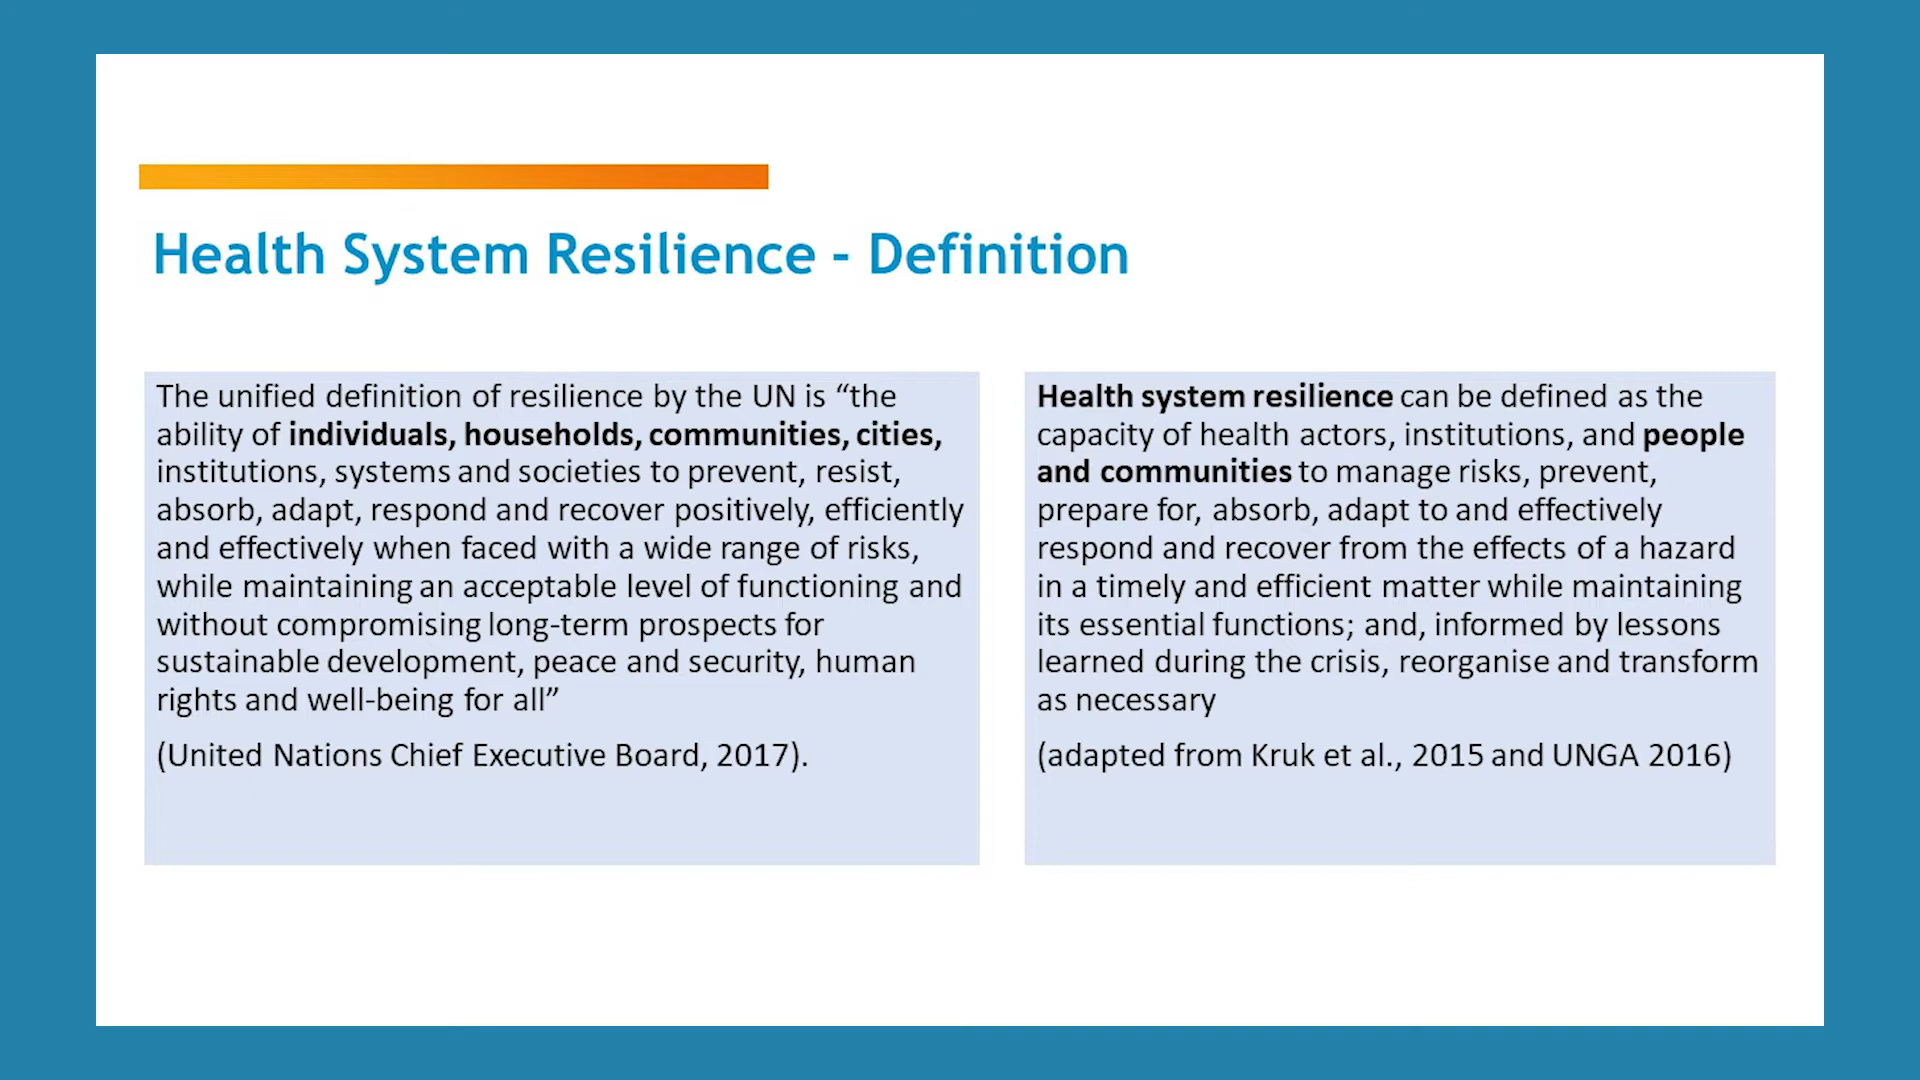 Health System Resilience - Definition
The unified definition of resilience by the UN is “the
ability of individuals, households, communities, cities,
institutions, systems and societies to prevent, resist,
absorb, adapt, respond and recover positively, efficiently
and effectively when faced with a wide range of risks,
while maintaining an acceptable level of functioning and
without compromising long-term prospects for
sustainable development, peace and security, human
rights and well-being for all”
(United Nations Chief Executive Board, 2017).
Health system resilience can be defined as the
capacity of health actors, institutions, and people
and communities to manage risks, prevent,
prepare for, absorb, adapt to and effectively
respond and recover from the effects of a hazard
in a timely and efficient matter while maintaining
its essential functions; and, informed by lessons
learned during the crisis, reorganise and transform
as necessary
(adapted from Kruk et al., 2015 and UNGA 2016)